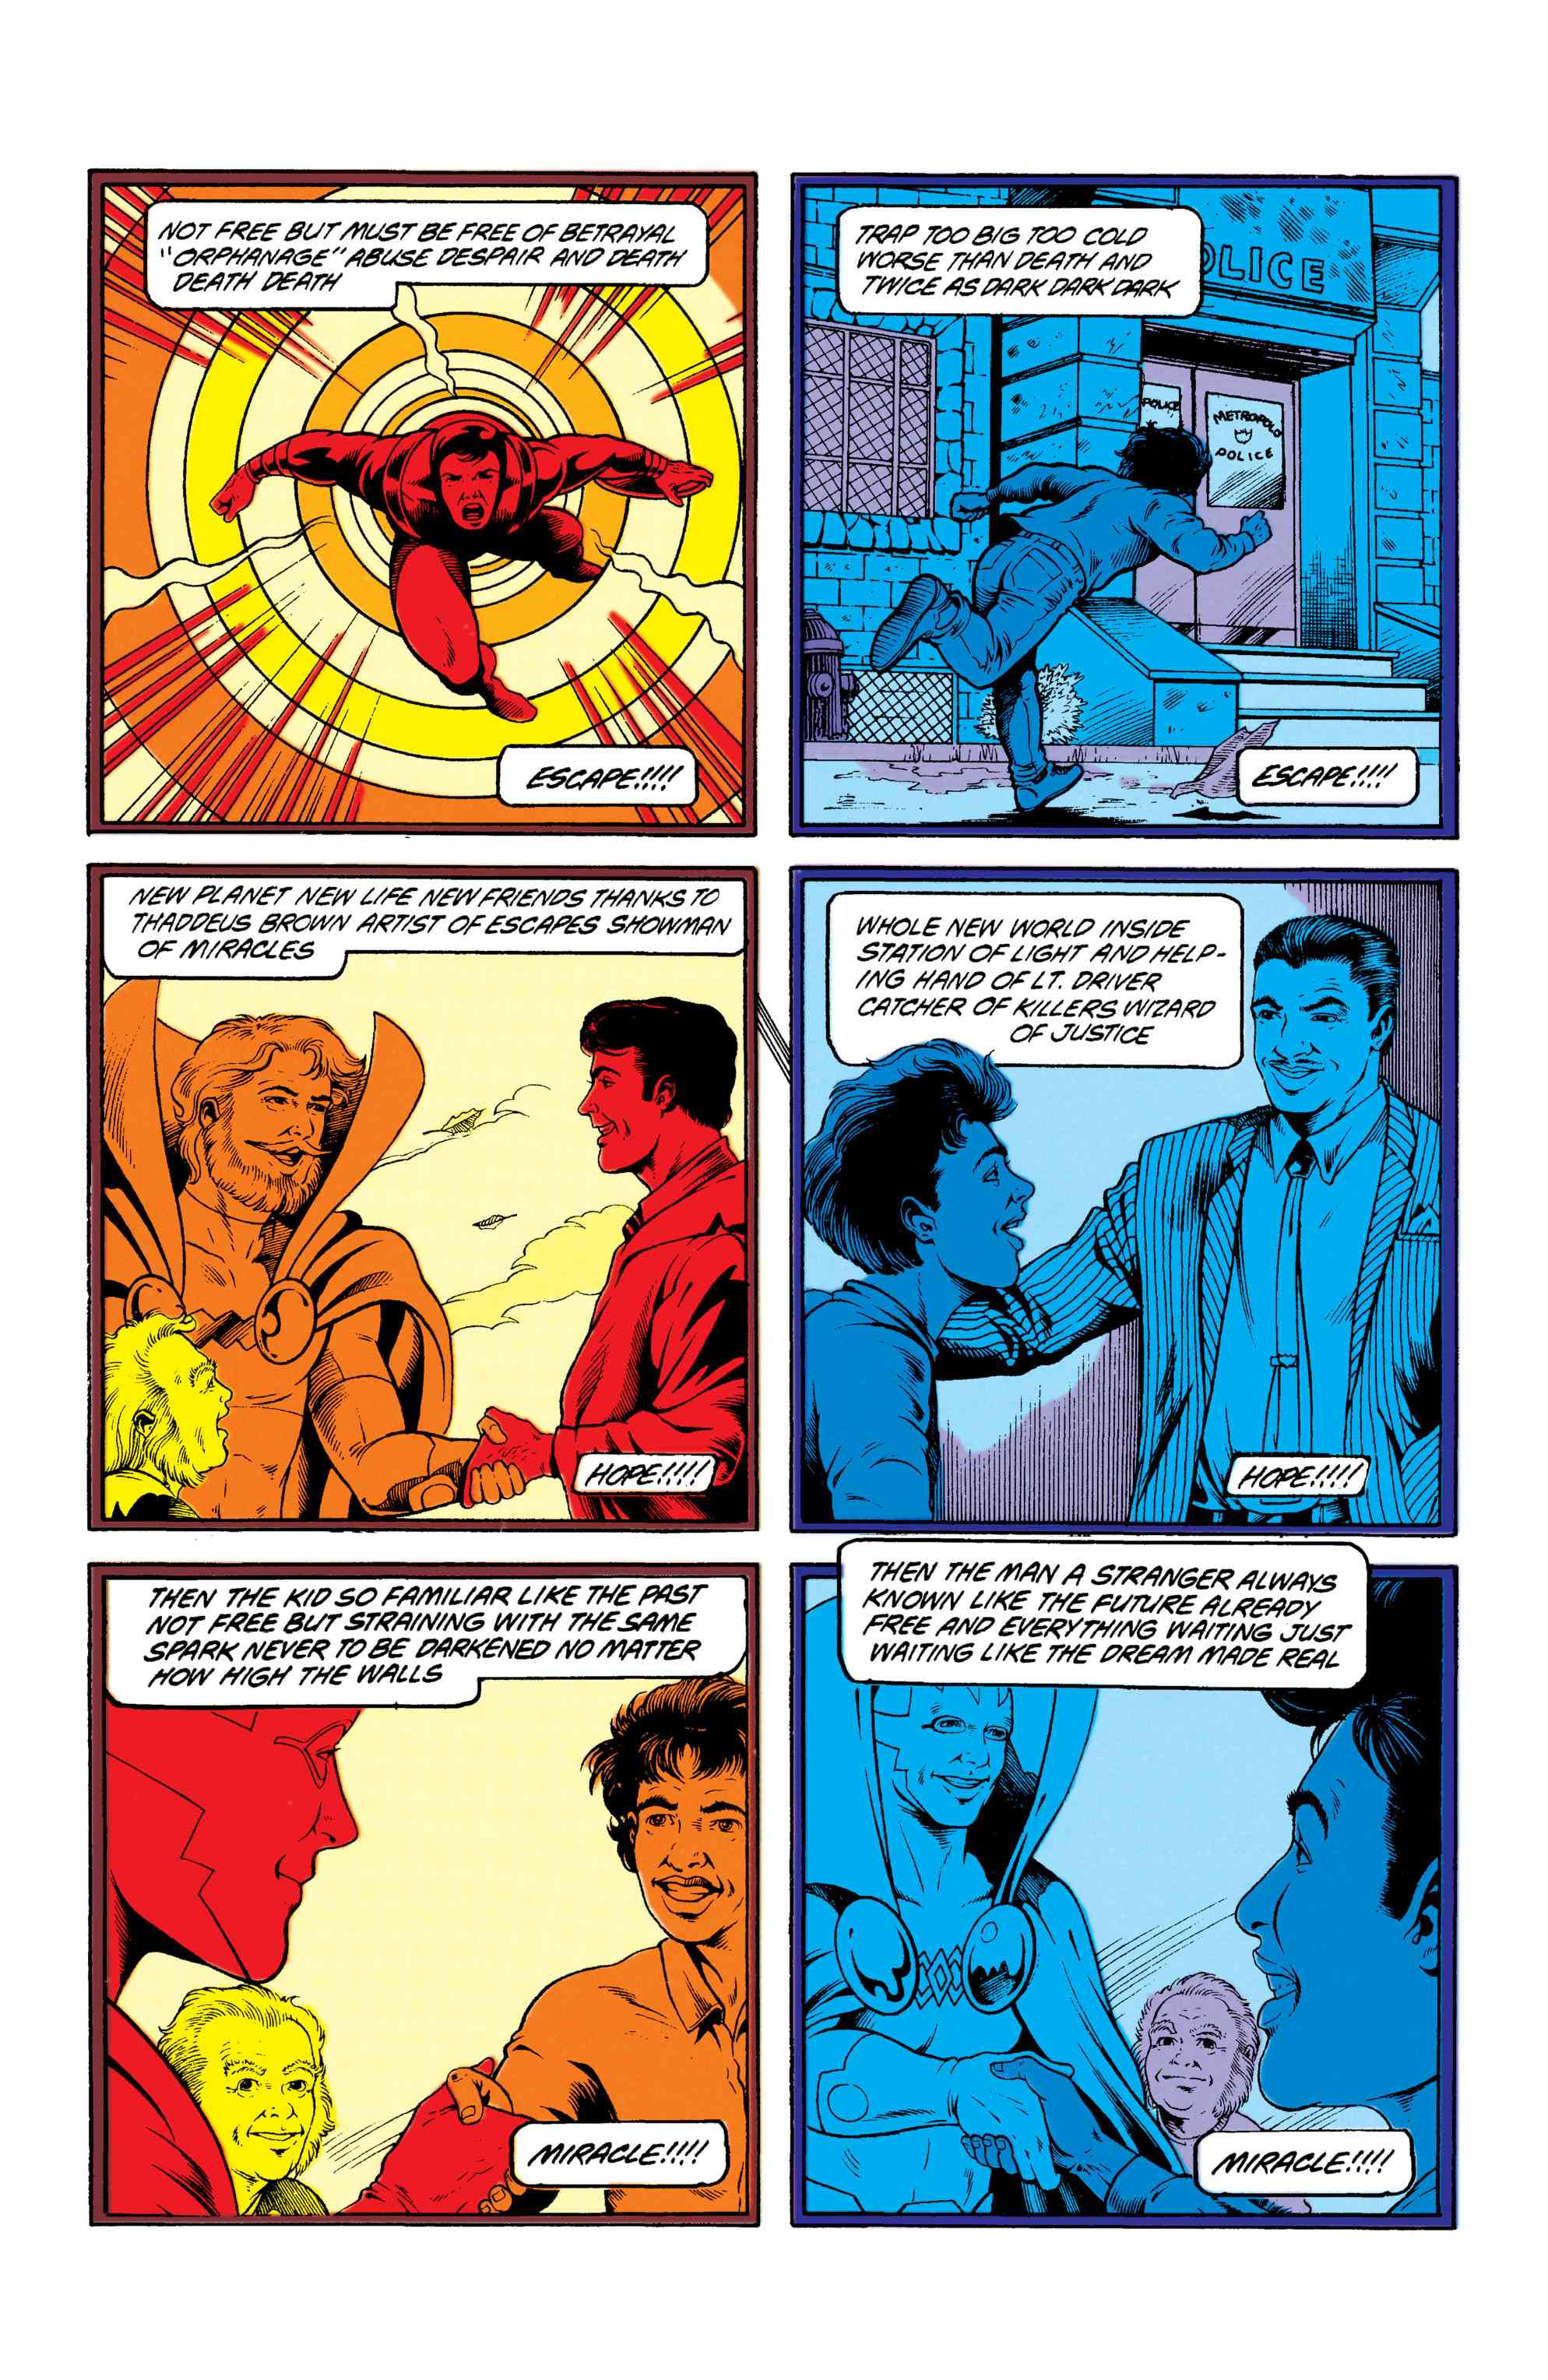 NOT FREE BUT MUST BE FREE OF BETRAYAL
"ORPHANAGE" ABUSE DESPAIR AND DEATH
DEATH DEATH
ESCAPE!!!!
TRAP TOO BIG TOO COLD
WORSE THAN DEATH AND
TWICE AS DARK DARK DARK
OLICE
POLICE
METROPOLO
POLICE
ESCAPE!!!!
NEW PLANET NEW LIFE NEW FRIENDS THANKS TO
THADDEUS BROWN ARTIST OF ESCAPES SHOWMAN
OF MIRACLES
HOPE!!!!!
WHOLE NEW WORLD INSIDE
STATION OF LIGHT AND HELP-
ING HAND OF LT. DRIVER
CATCHER OF KILLERS WIZARD
OF JUSTICE
HOPE!!!!!
THEN THE KID SO FAMILIAR LIKE THE PAST
NOT FREE BUT STRAINING WITH THE SAME
SPARK NEVER TO BE DARKENED NO MATTER
HOW HIGH THE WALLS
MIRACLE!!!!
THEN THE MAN A STRANGER ALWAYS
KNOWN LIKE THE FUTURE ALREADY
FREE AND EVERYTHING WAITING JUST
WAITING LIKE THE DREAM MADE REAL
MIRACLE!!!!